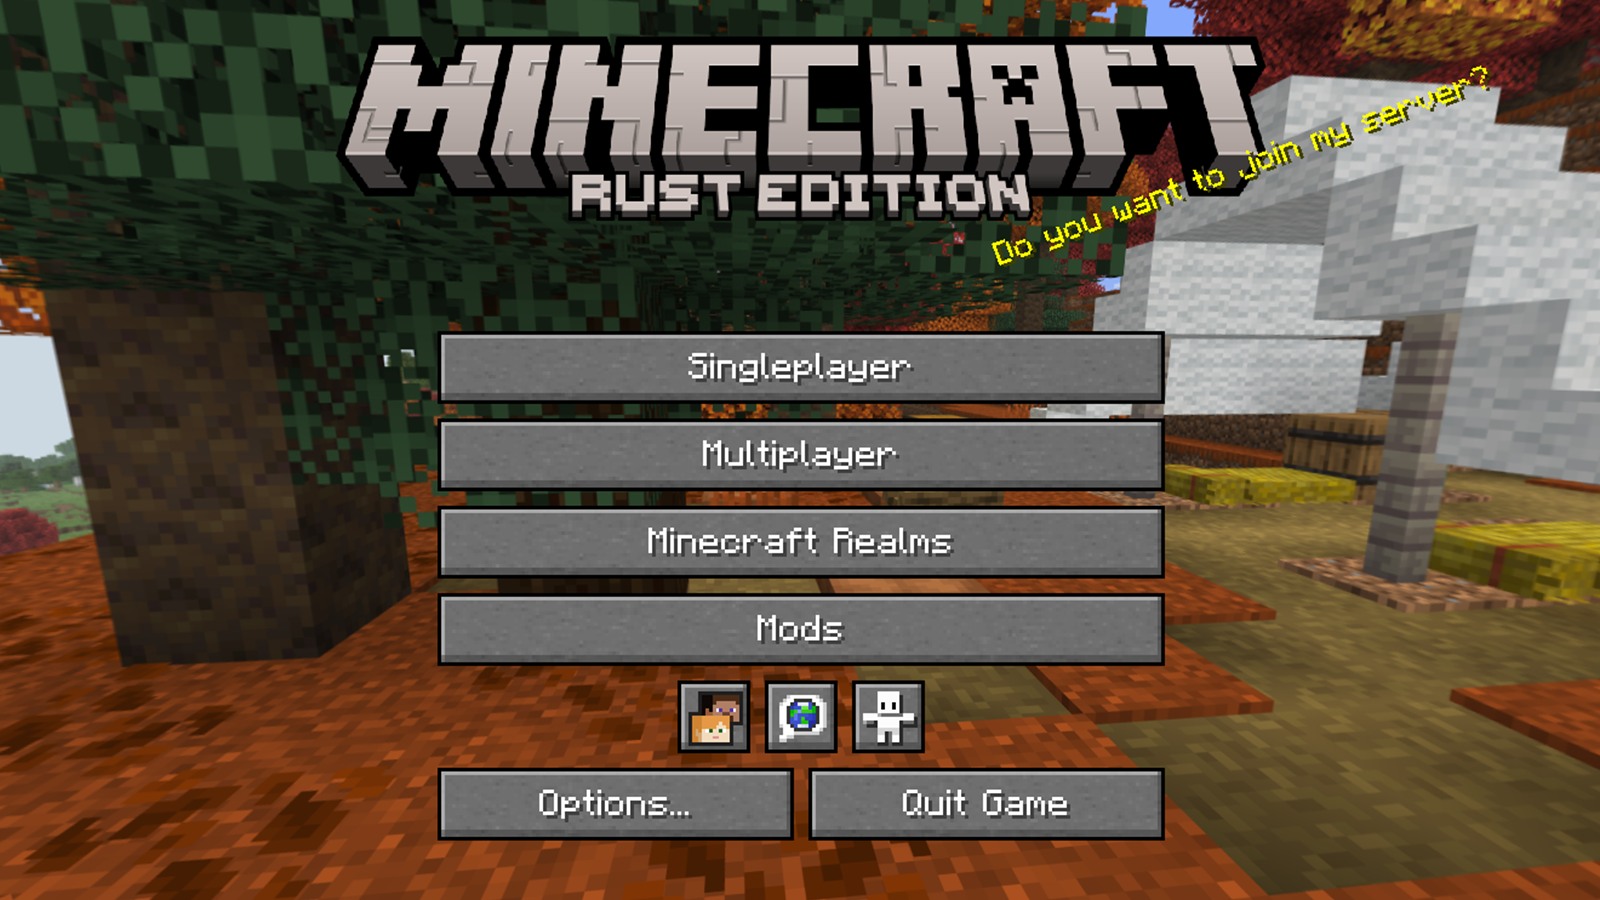 MINECRAFT
RUST EDITION
Do you want to join my server?
Singleplayer
Multiplayer
Minecraft Realms
Mods
Options...
Quit Game